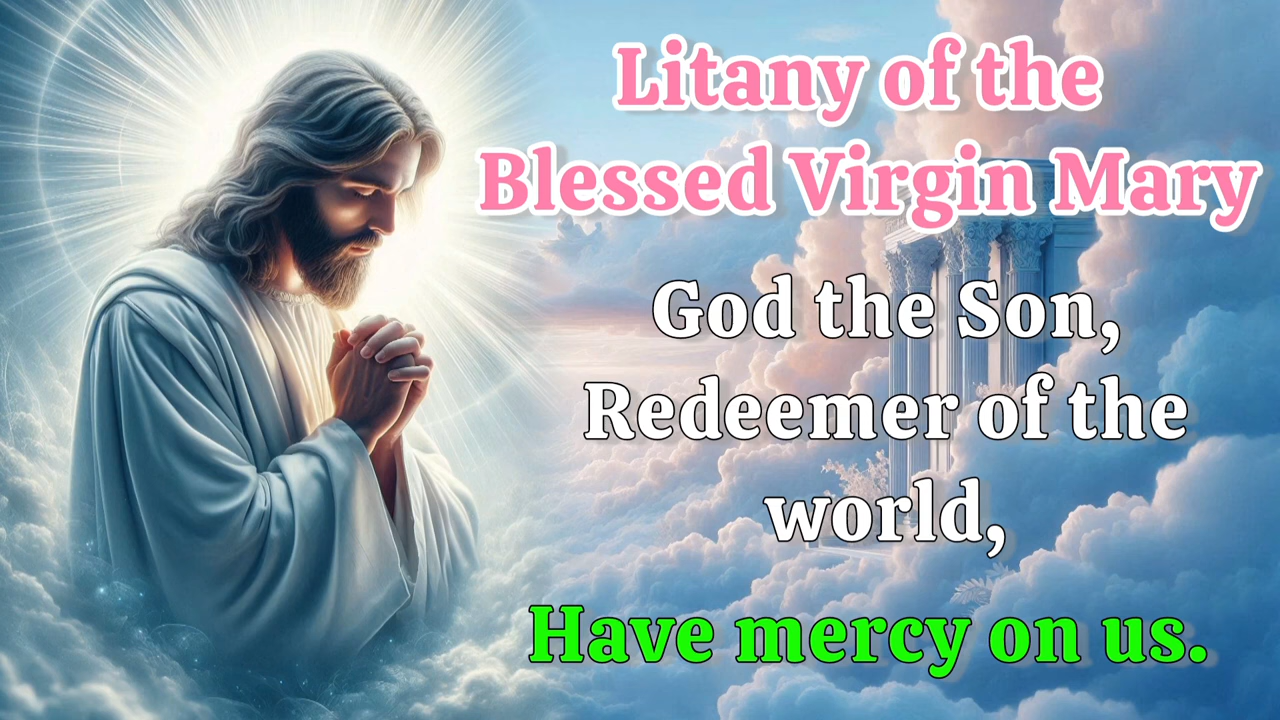 Litany of the
Blessed Virgin Mary
God the Son,
Redeemer of the
world,
Have mercy on us.